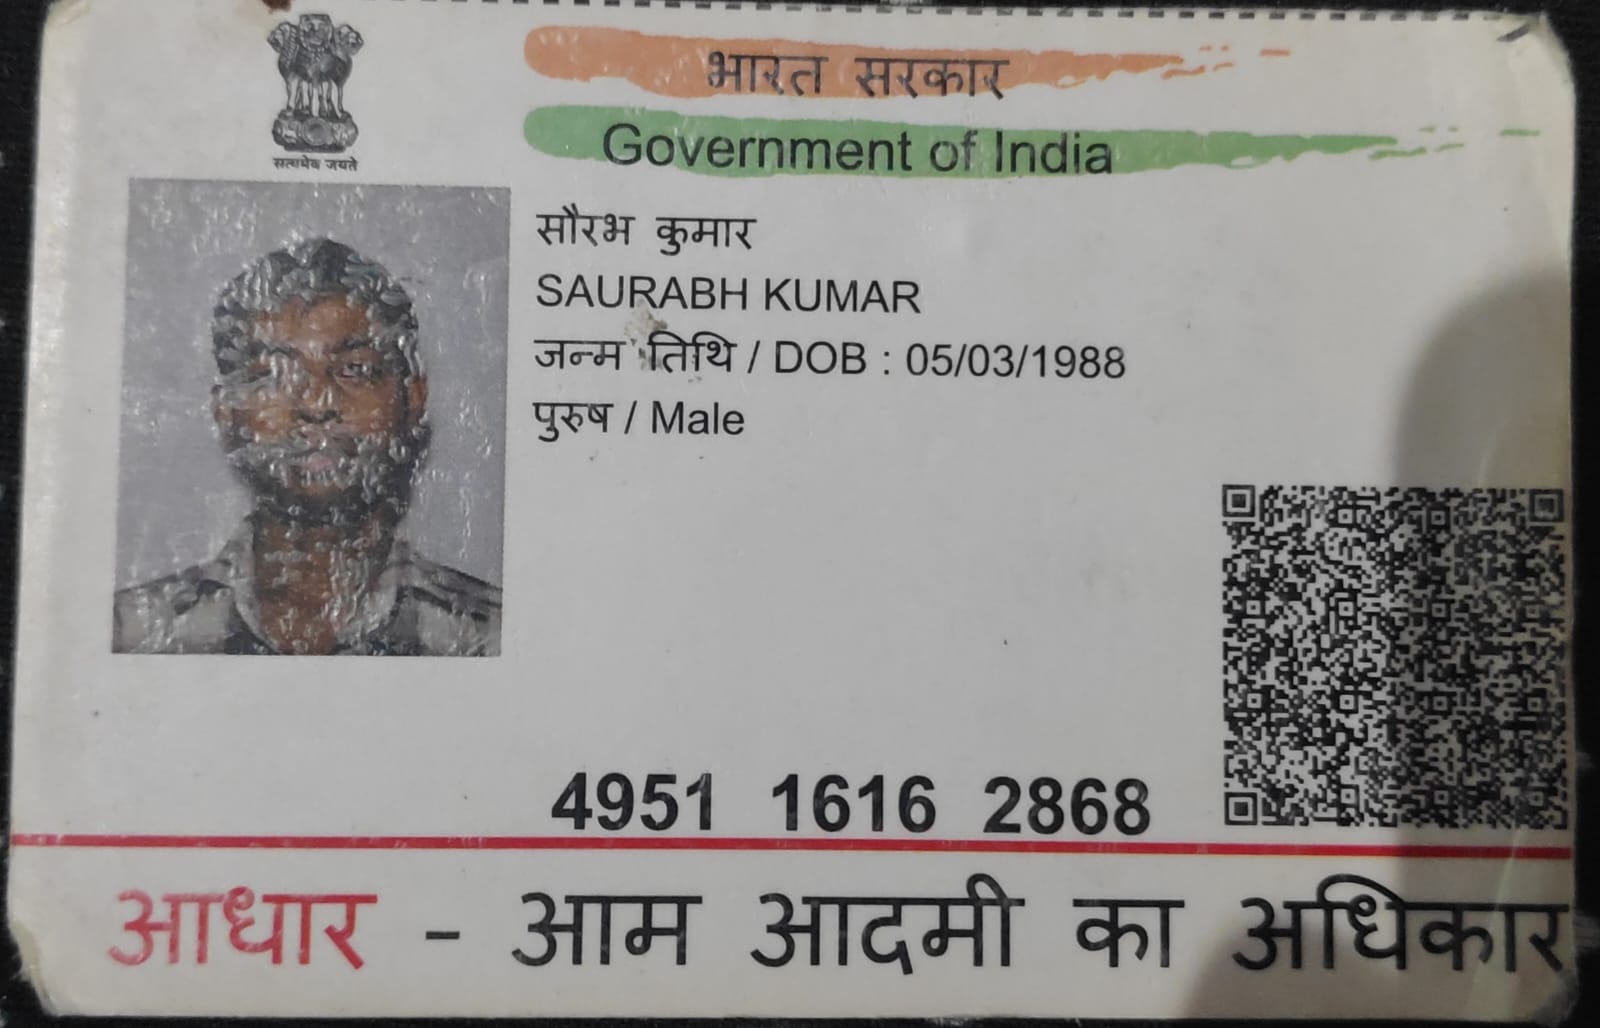 सत्यमेव जयते
भारत सरकार
Government of India
सौरभ कुमार
SAURABH KUMAR
जन्म तिथि / DOB : 05/03/1988
पुरुष / Male
4951 1616 2868
आधार - आम आदमी का अधिकार